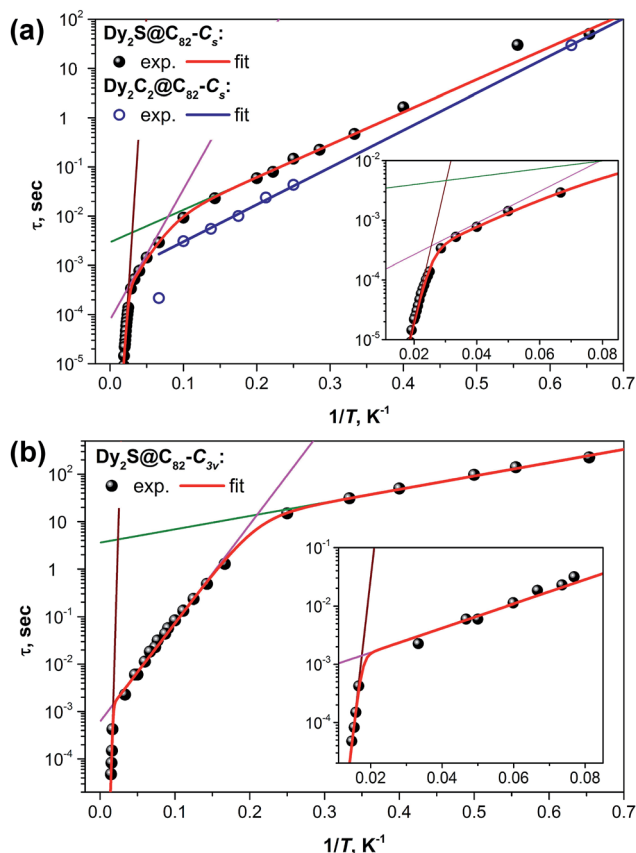 (a)
Dy₂S@C₈₂-Cₛ:
exp. fit
Dy₂C₂@C₈₂-Cₛ:
exp. fit
10²
10
1
10⁻¹
10⁻²
10⁻³
10⁻⁴
10⁻⁵
τ, sec
10⁻²
10⁻³
10⁻⁴
10⁻⁵
0.02 0.04 0.06 0.08
0.0 0.1 0.2 0.3 0.4 0.5 0.6 0.7
1/T, K⁻¹
(b)
Dy₂S@C₈₂-C₃ᵥ:
exp. fit
10²
10
1
10⁻¹
10⁻²
10⁻³
10⁻⁴
τ, sec
10⁻¹
10⁻²
10⁻³
10⁻⁴
0.02 0.04 0.06 0.08
0.0 0.1 0.2 0.3 0.4 0.5 0.6 0.7
1/T, K⁻¹